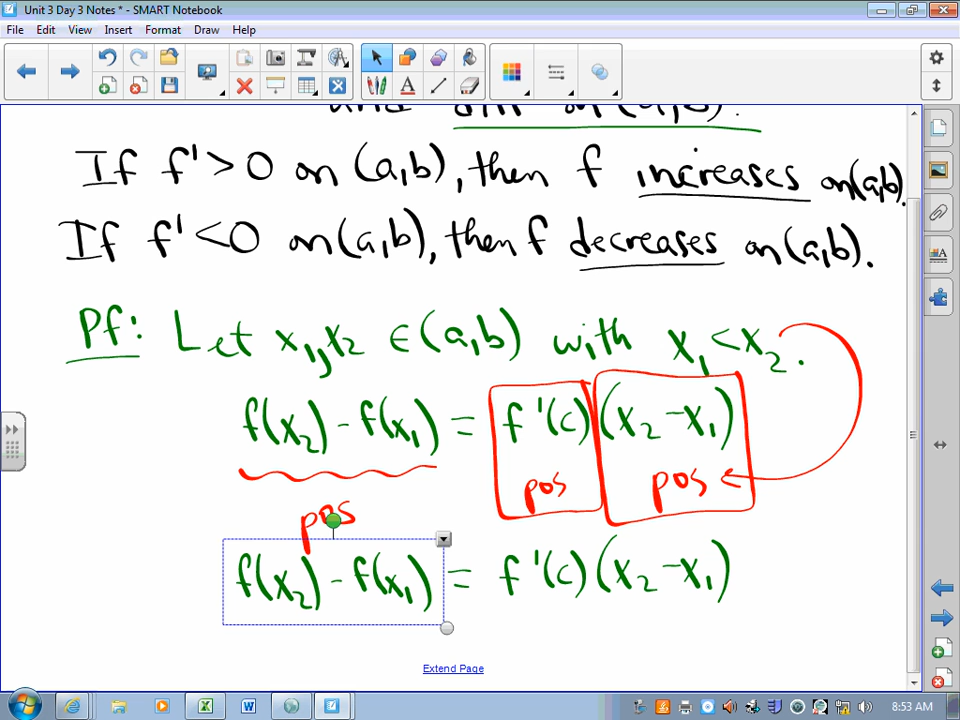 Unit 3 Day 3 Notes * - SMART Notebook
File Edit View Insert Format Draw Help
on (a,b).
If f' > 0 on (a,b), then f increases on (a,b).
If f' < 0 on (a,b), then f decreases on (a,b).
Pf: Let x₁, x₂ ∈ (a,b) with x₁ < x₂.
f(x₂) - f(x₁) = f'(c) (x₂ - x₁)
pos pos
pos
f(x₂) - f(x₁) = f'(c) (x₂ - x₁)
Extend Page
8:53 AM